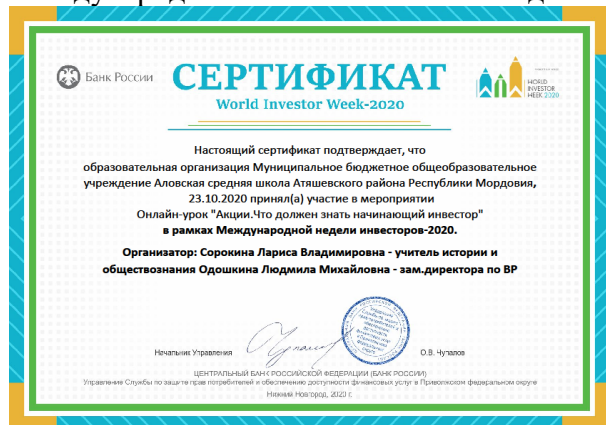 Банк России
СЕРТИФИКАТ
World Investor Week-2020
WORLD
INVESTOR
WEEK 2020
Настоящий сертификат подтверждает, что
образовательная организация Муниципальное бюджетное общеобразовательное
учреждение Аловская средняя школа Атяшевского района Республики Мордовия,
23.10.2020 принял(а) участие в мероприятии
Онлайн-урок "Акции.Что должен знать начинающий инвестор"
в рамках Международной недели инвесторов-2020.
Организатор: Сорокина Лариса Владимировна - учитель истории и
обществознания Одошкина Людмила Михайловна - зам.директора по ВР
Начальник Управления
О.В. Чупалов
ЦЕНТРАЛЬНЫЙ БАНК РОССИЙСКОЙ ФЕДЕРАЦИИ (БАНК РОССИИ)
Управление Службы по защите прав потребителей и обеспечению доступности финансовых услуг в Приволжском федеральном округе
Нижний Новгород, 2020 г.